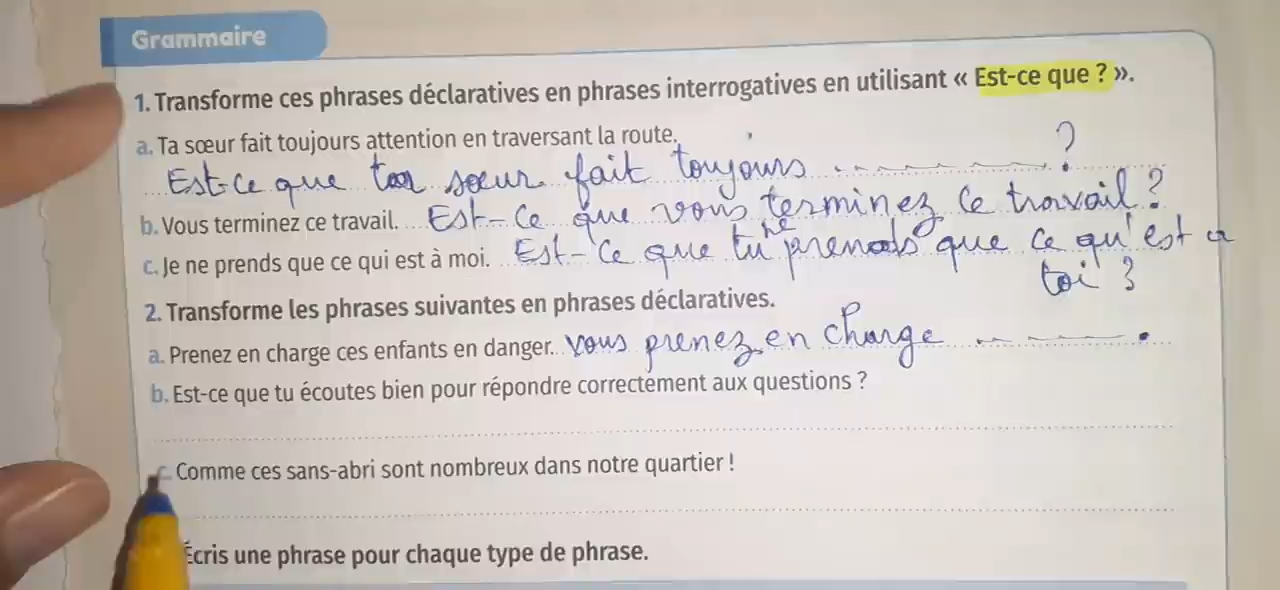 Grammaire
1. Transforme ces phrases déclaratives en phrases interrogatives en utilisant « Est-ce que ? ».
a. Ta sœur fait toujours attention en traversant la route.
Est-ce que ta sœur fait toujours ?
b. Vous terminez ce travail. Est-ce que vous terminez ce travail ?
c. Je ne prends que ce qui est à moi. Est-ce que tu ne prends que ce qu'est a
toi ?
2. Transforme les phrases suivantes en phrases déclaratives.
a. Prenez en charge ces enfants en danger. vous prenez en charge .
b. Est-ce que tu écoutes bien pour répondre correctement aux questions ?
c. Comme ces sans-abri sont nombreux dans notre quartier !
Écris une phrase pour chaque type de phrase.